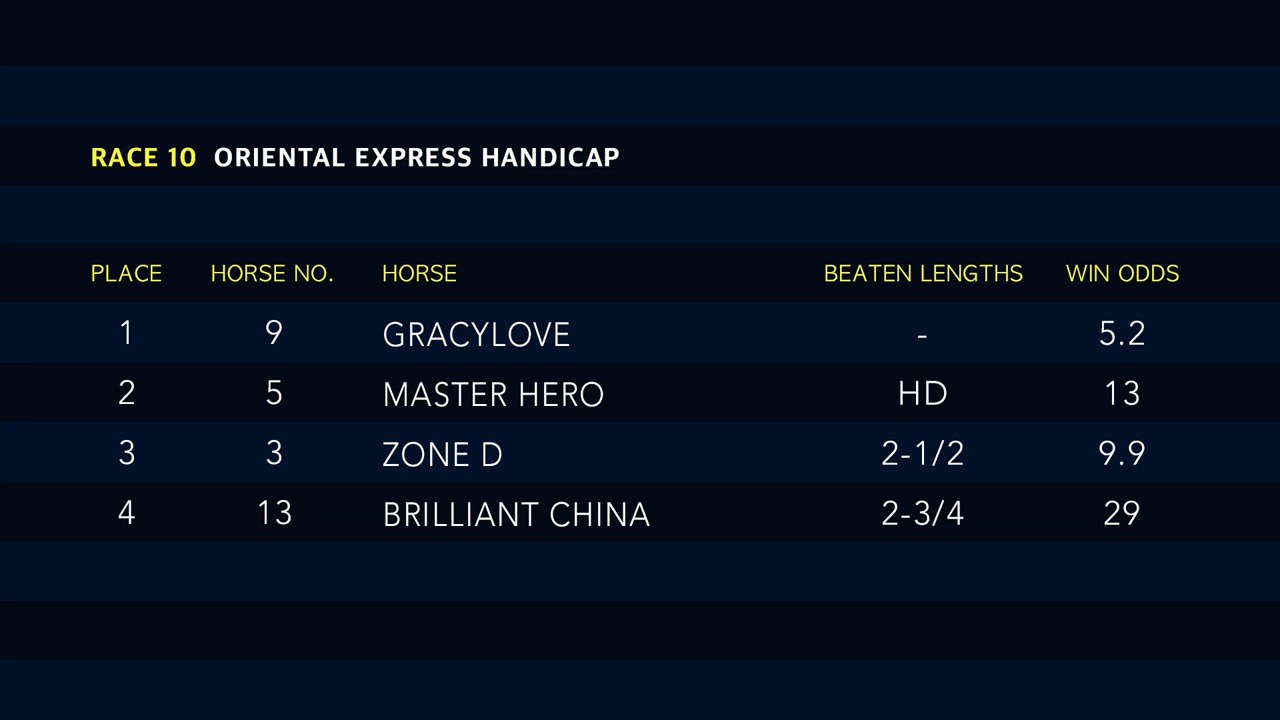 RACE 10 ORIENTAL EXPRESS HANDICAP
PLACE HORSE NO. HORSE BEATEN LENGTHS WIN ODDS
1 9 GRACYLOVE - 5.2
2 5 MASTER HERO HD 13
3 3 ZONE D 2-1/2 9.9
4 13 BRILLIANT CHINA 2-3/4 29